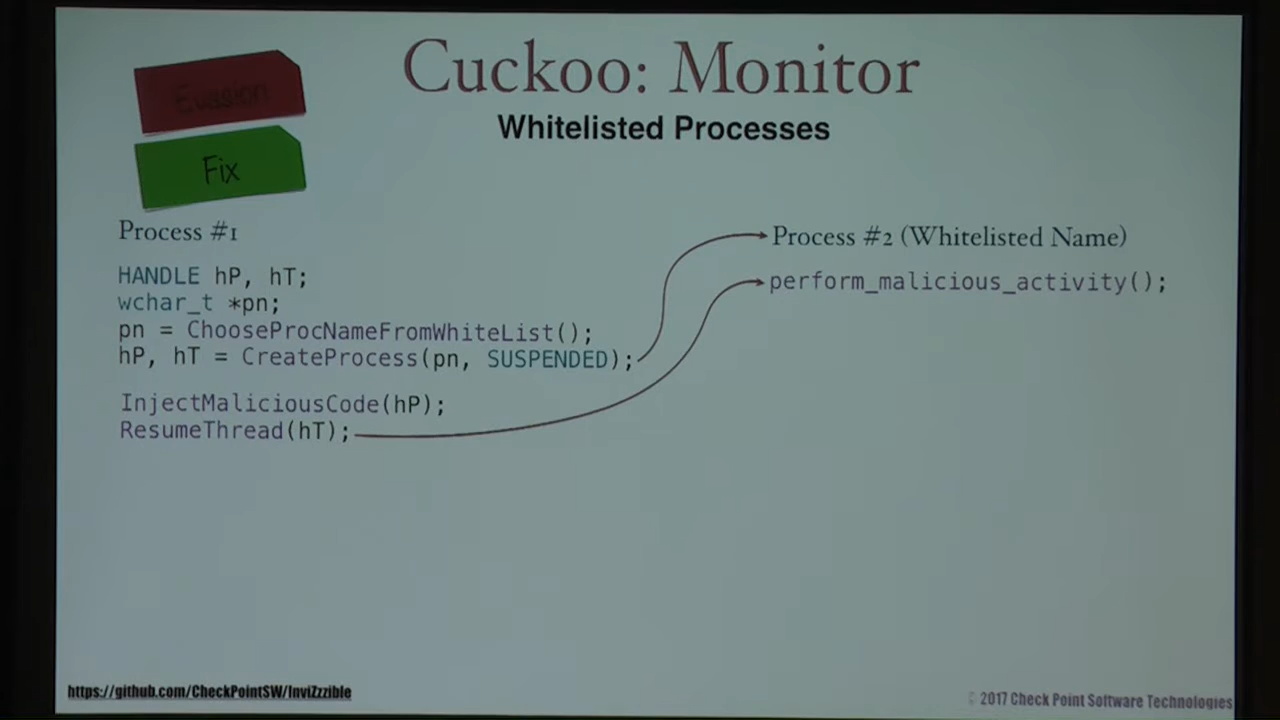 Cuckoo: Monitor
Whitelisted Processes
Evasion
Fix
Process #1
HANDLE hP, hT;
wchar_t *pn;
pn = ChooseProcNameFromWhiteList();
hP, hT = CreateProcess(pn, SUSPENDED);
InjectMaliciousCode(hP);
ResumeThread(hT);
Process #2 (Whitelisted Name)
perform_malicious_activity();
https://github.com/CheckPointSW/InviZzzible
© 2017 Check Point Software Technologies